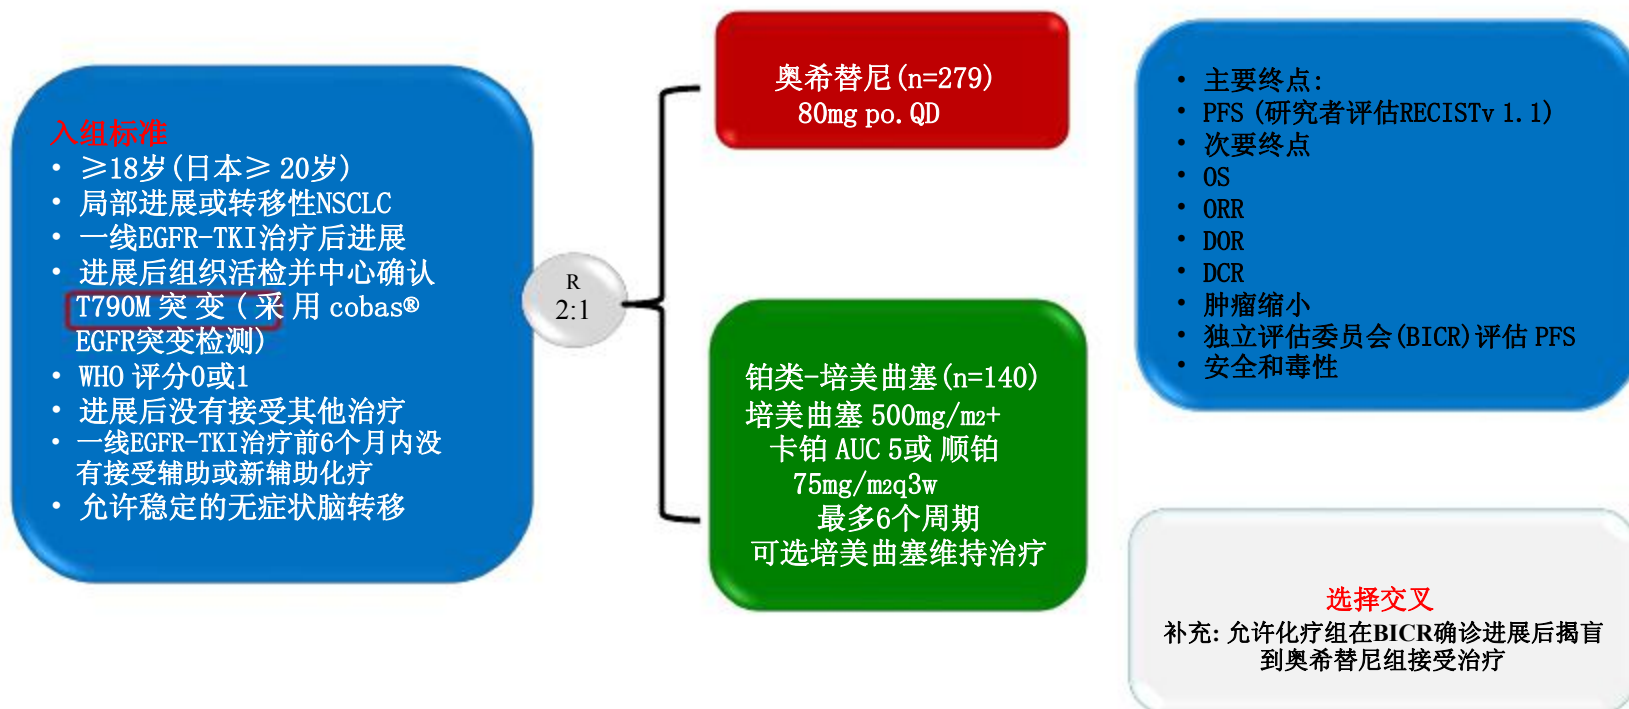 入组标准
• ≥18岁(日本≥ 20岁)
• 局部进展或转移性NSCLC
• 一线EGFR-TKI治疗后进展
• 进展后组织活检并中心确认
T790M 突 变 ( 采 用 cobas®
EGFR突变检测)
• WHO 评分0或1
• 进展后没有接受其他治疗
• 一线EGFR-TKI治疗前6个月内没
有接受辅助或新辅助化疗
• 允许稳定的无症状脑转移
R
2:1
奥希替尼(n=279)
80mg po. QD
铂类-培美曲塞(n=140)
培美曲塞 500mg/m2+
卡铂 AUC 5或 顺铂
75mg/m2q3w
最多6个周期
可选培美曲塞维持治疗
• 主要终点:
• PFS (研究者评估RECISTv 1.1)
• 次要终点
• OS
• ORR
• DOR
• DCR
• 肿瘤缩小
• 独立评估委员会(BICR)评估 PFS
• 安全和毒性
选择交叉
补充: 允许化疗组在BICR确诊进展后揭盲
到奥希替尼组接受治疗